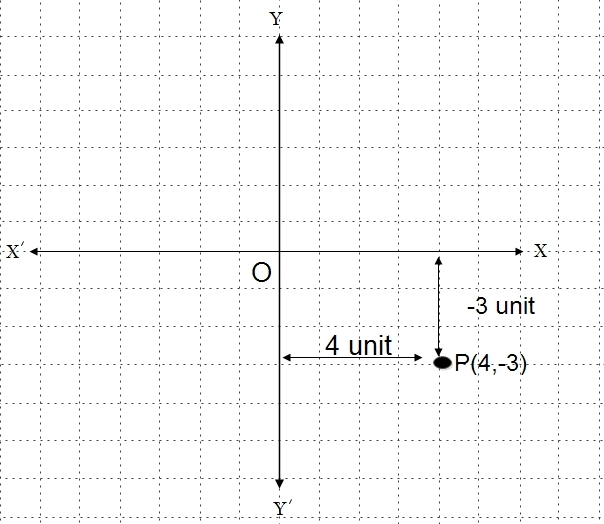 Y
X′
X
O
-3 unit
4 unit
P(4,-3)
Y′